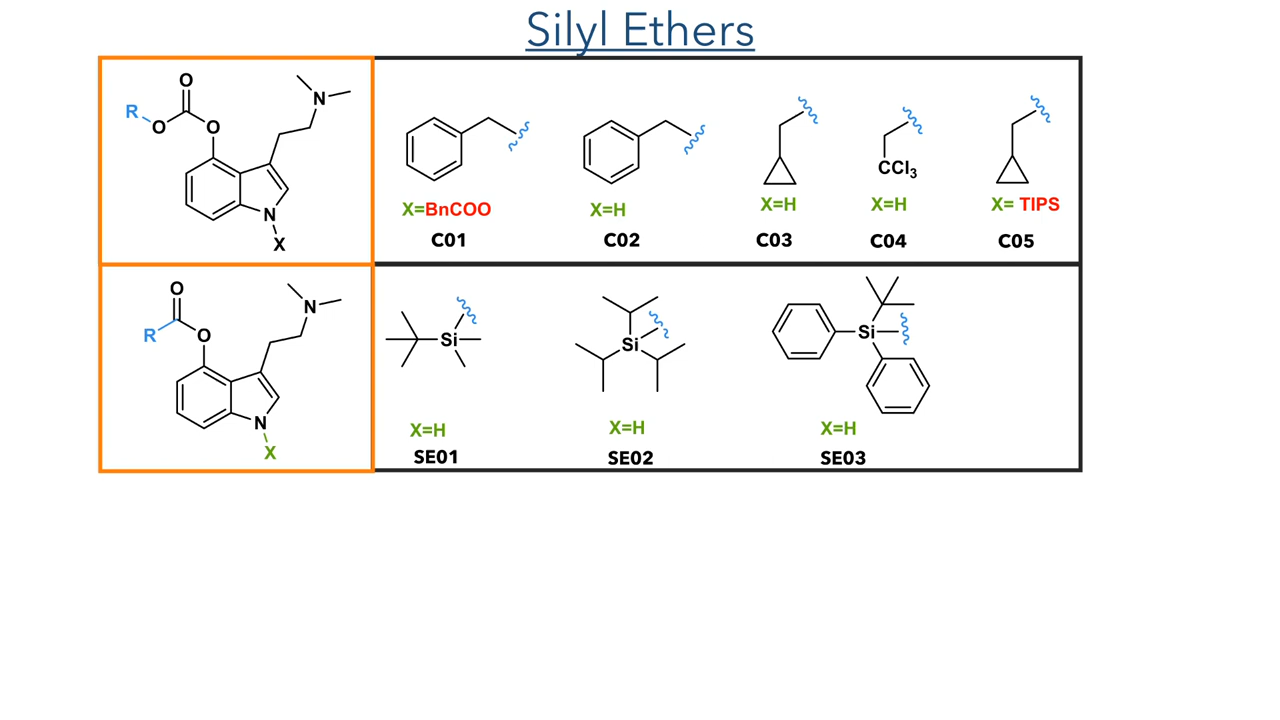 Silyl Ethers
O
R
O
O
N
N
X
CCl3
X=BnCOO
X=H
X=H
X=H
X= TIPS
C01
C02
C03
C04
C05
O
R
O
N
N
X
Si
Si
Si
X=H
X=H
X=H
SE01
SE02
SE03